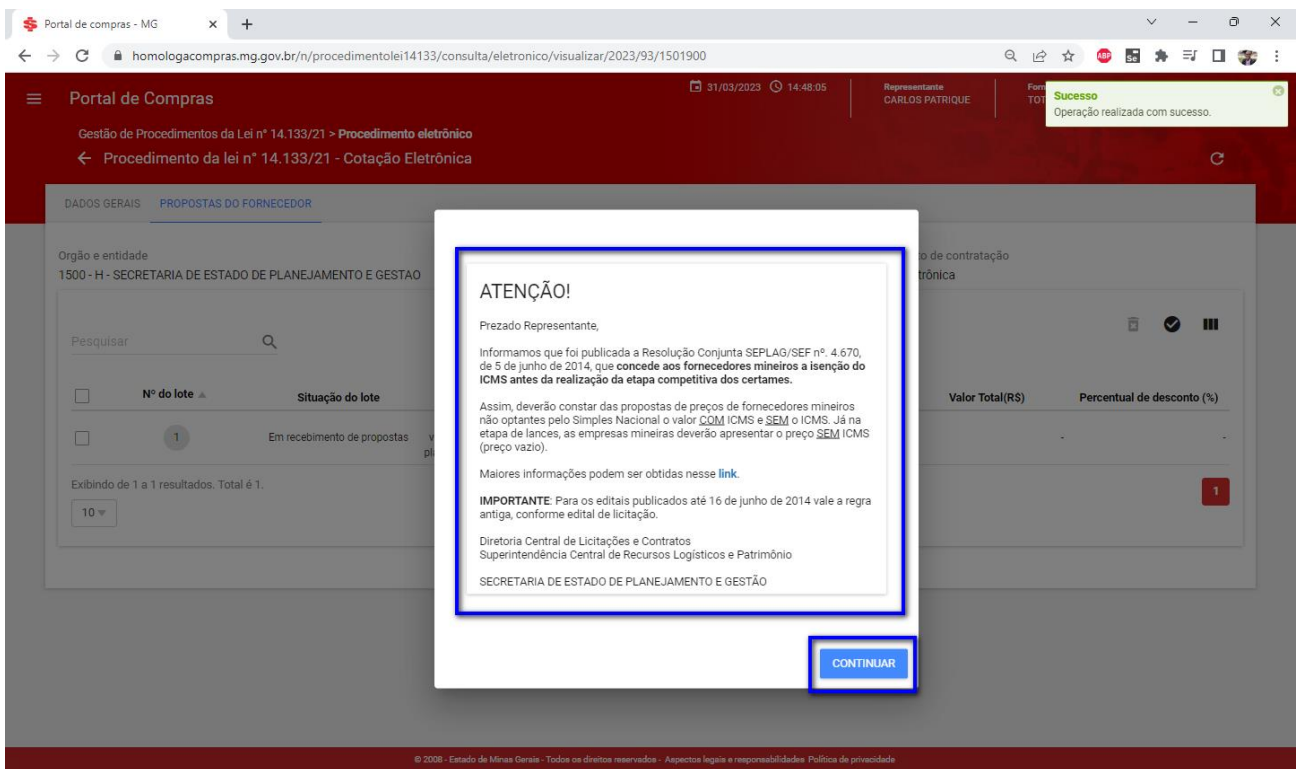 Portal de compras - MG
homologacompras.mg.gov.br/n/procedimentolei14133/consulta/eletronico/visualizar/2023/93/1501900
ABP
Se
Portal de Compras
31/03/2023 14:48:05
Representante
CARLOS PATRIQUE
Forn
TOT
Sucesso
Operação realizada com sucesso.
Gestão de Procedimentos da Lei n° 14.133/21 > Procedimento eletrônico
Procedimento da lei n° 14.133/21 - Cotação Eletrônica
DADOS GERAIS PROPOSTAS DO FORNECEDOR
Orgão e entidade
1500 - H - SECRETARIA DE ESTADO DE PLANEJAMENTO E GESTAO
o de contratação
trônica
Pesquisar
Nº do lote Situação do lote Valor Total(R$) Percentual de desconto (%)
1 Em recebimento de propostas - -
Exibindo de 1 a 1 resultados. Total é 1.
1
10
ATENÇÃO!
Prezado Representante,
Informamos que foi publicada a Resolução Conjunta SEPLAG/SEF nº. 4.670,
de 5 de junho de 2014, que concede aos fornecedores mineiros a isenção do
ICMS antes da realização da etapa competitiva dos certames.
Assim, deverão constar das propostas de preços de fornecedores mineiros
não optantes pelo Simples Nacional o valor COM ICMS e SEM o ICMS. Já na
etapa de lances, as empresas mineiras deverão apresentar o preço SEM ICMS
(preço vazio).
Maiores informações podem ser obtidas nesse link.
IMPORTANTE: Para os editais publicados até 16 de junho de 2014 vale a regra
antiga, conforme edital de licitação.
Diretoria Central de Licitações e Contratos
Superintendência Central de Recursos Logísticos e Patrimônio
SECRETARIA DE ESTADO DE PLANEJAMENTO E GESTÃO
CONTINUAR
© 2008 - Estado de Minas Gerais - Todos os direitos reservados - Aspectos legais e responsabilidades Política de privacidade